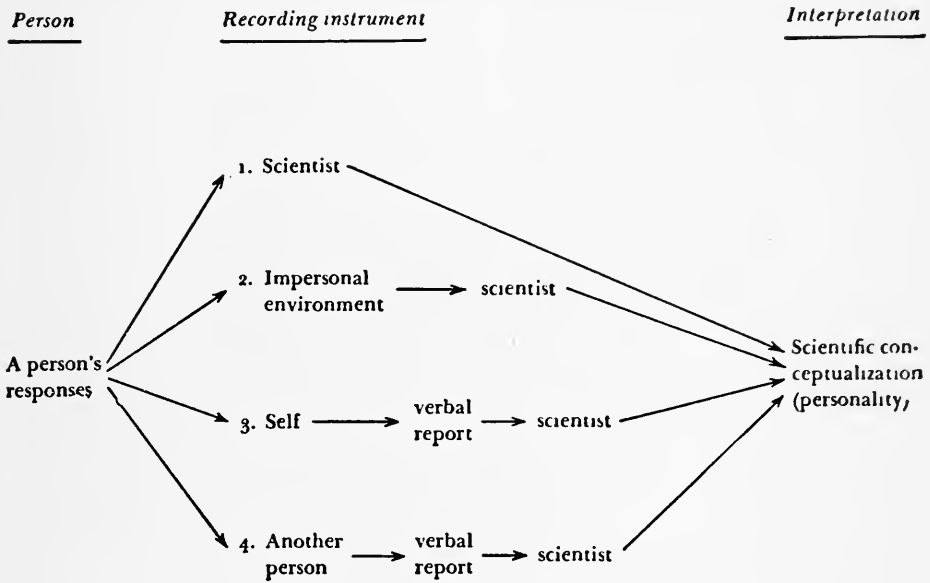 Person Recording instrument Interpretation
1. Scientist
2. Impersonal
environment
scientist
A person's
responses
Scientific con-
ceptualization
(personality,
3. Self
verbal
report
scientist
4. Another
person
verbal
report
scientist